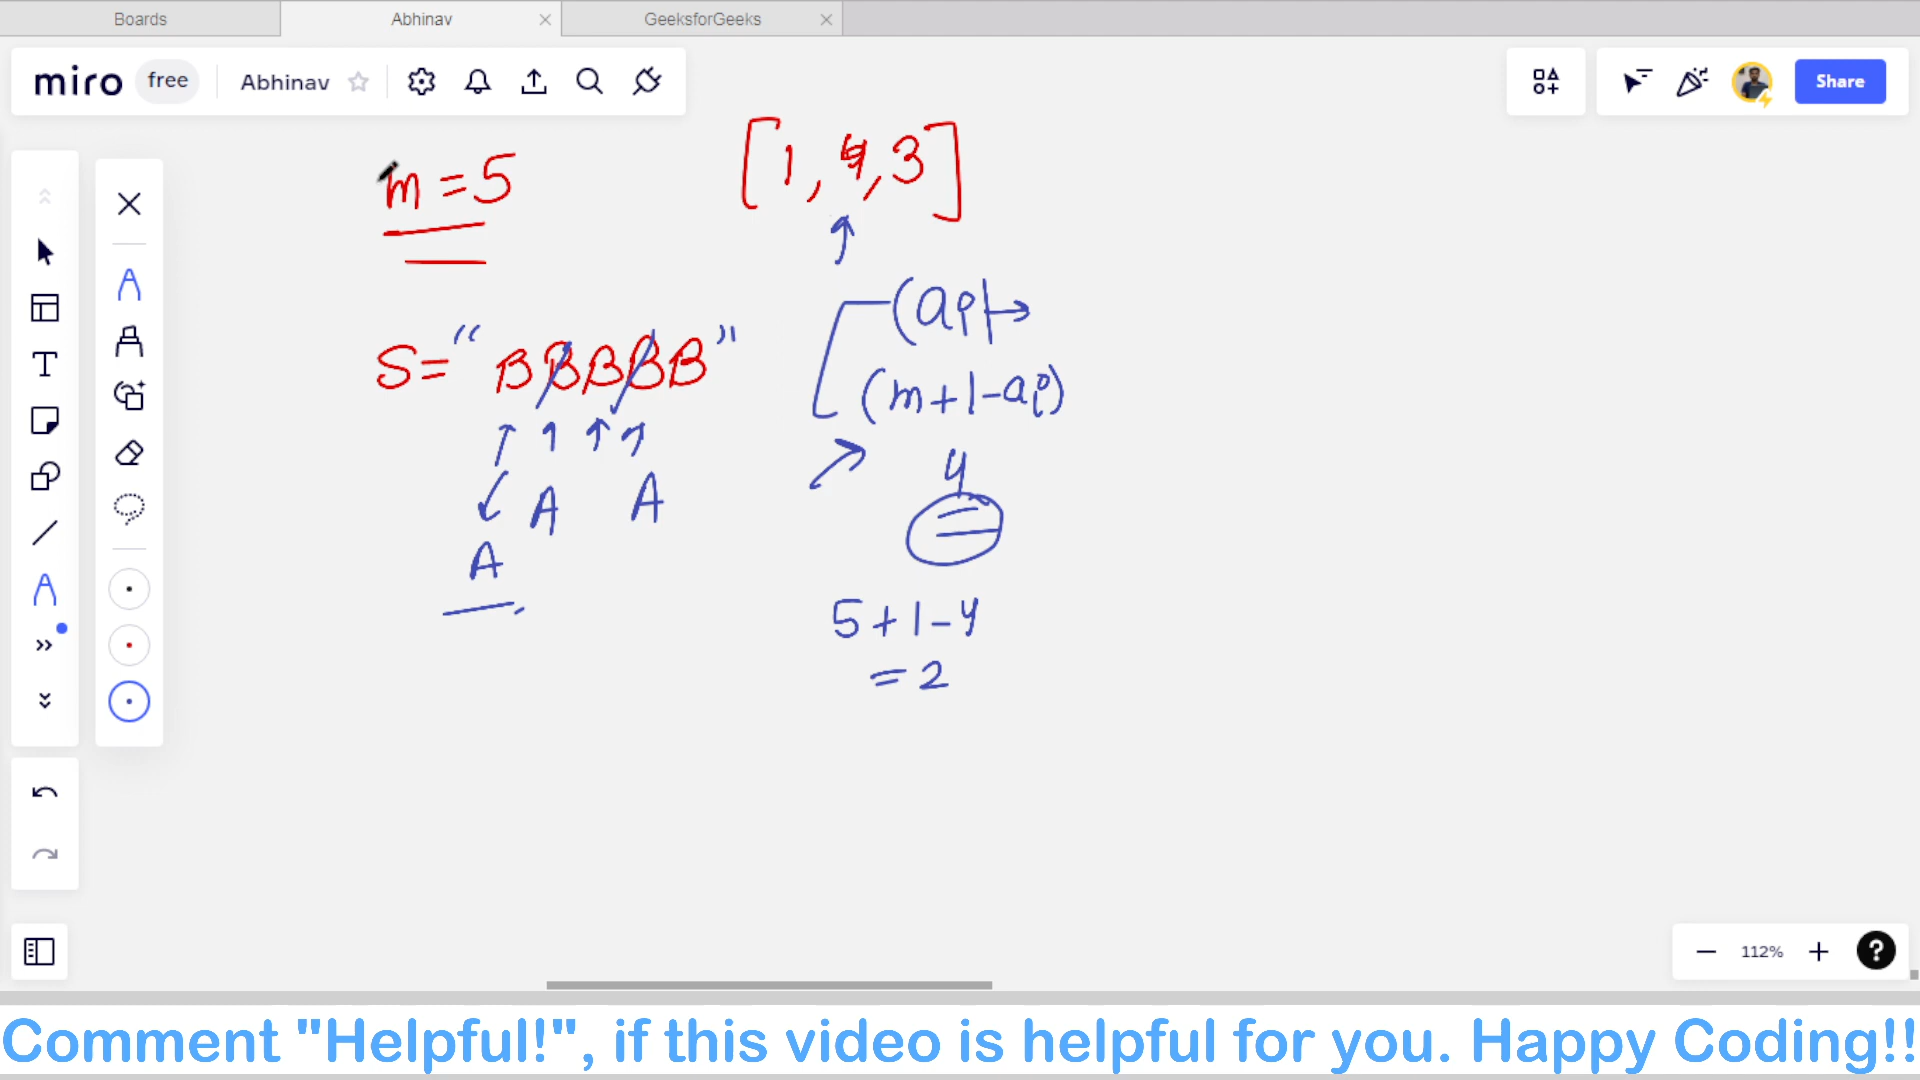 Boards
Abhinav
GeeksforGeeks
miro free Abhinav
Share
m = 5
[1, 4, 3]
S = " B B B B B "
A A
A
(ai)
(m+1-ai)
4
5 + 1 - 4
= 2
112%
Comment "Helpful!", if this video is helpful for you. Happy Coding!!